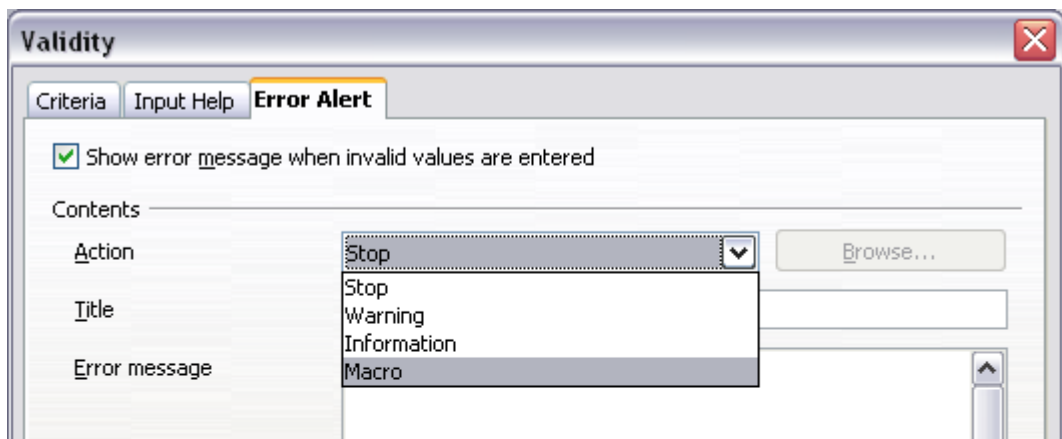 Validity
Criteria Input Help Error Alert
Show error message when invalid values are entered
Contents
Action Stop Browse...
Stop
Title
Warning
Information
Error message
Macro